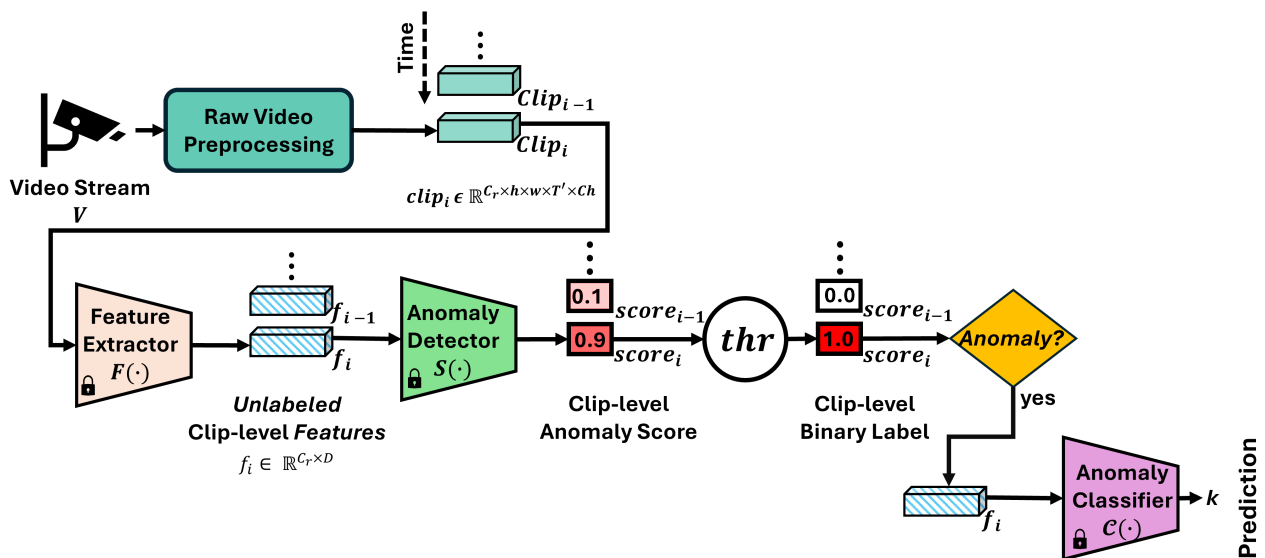 Time
Raw Video
Preprocessing
Clip_{i-1}
Clip_i
Video Stream
V
clip_i ϵ ℝ^{C_r×h×w×T′×Ch}
Feature
Extractor
F(·)
f_{i-1}
f_i
Unlabeled
Clip-level Features
f_i ∈ ℝ^{C_r×D}
Anomaly
Detector
S(·)
0.1
score_{i-1}
0.9
score_i
Clip-level
Anomaly Score
thr
0.0
score_{i-1}
1.0
score_i
Clip-level
Binary Label
Anomaly?
yes
f_i
Anomaly
Classifier
𝒞(·)
k
Prediction